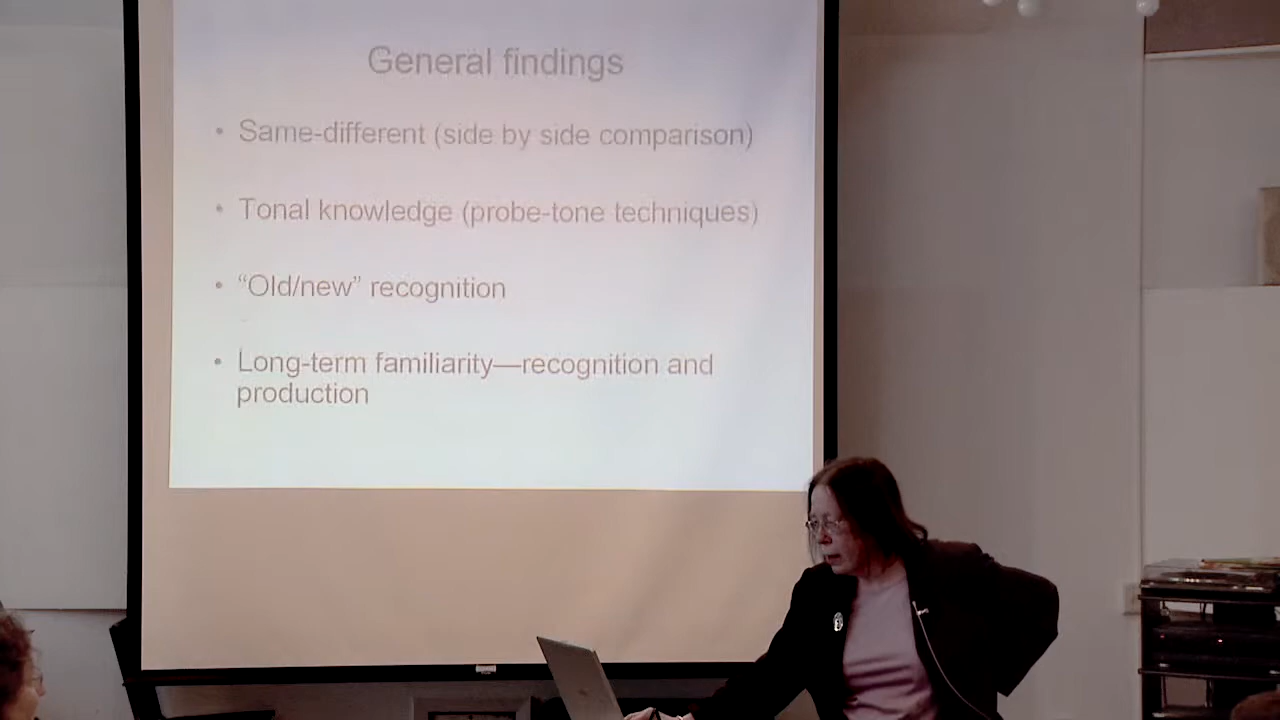 General findings
• Same-different (side by side comparison)
• Tonal knowledge (probe-tone techniques)
• “Old/new” recognition
• Long-term familiarity—recognition and
production